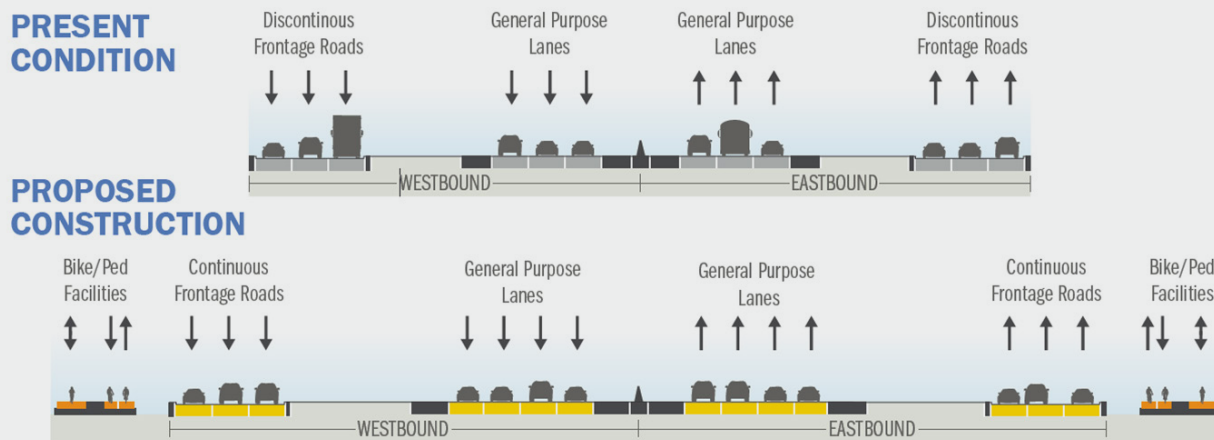 PRESENT
CONDITION
Discontinous
Frontage Roads
General Purpose
Lanes
General Purpose
Lanes
Discontinous
Frontage Roads
WESTBOUND
EASTBOUND
PROPOSED
CONSTRUCTION
Bike/Ped
Facilities
Continuous
Frontage Roads
General Purpose
Lanes
General Purpose
Lanes
Continuous
Frontage Roads
Bike/Ped
Facilities
WESTBOUND
EASTBOUND